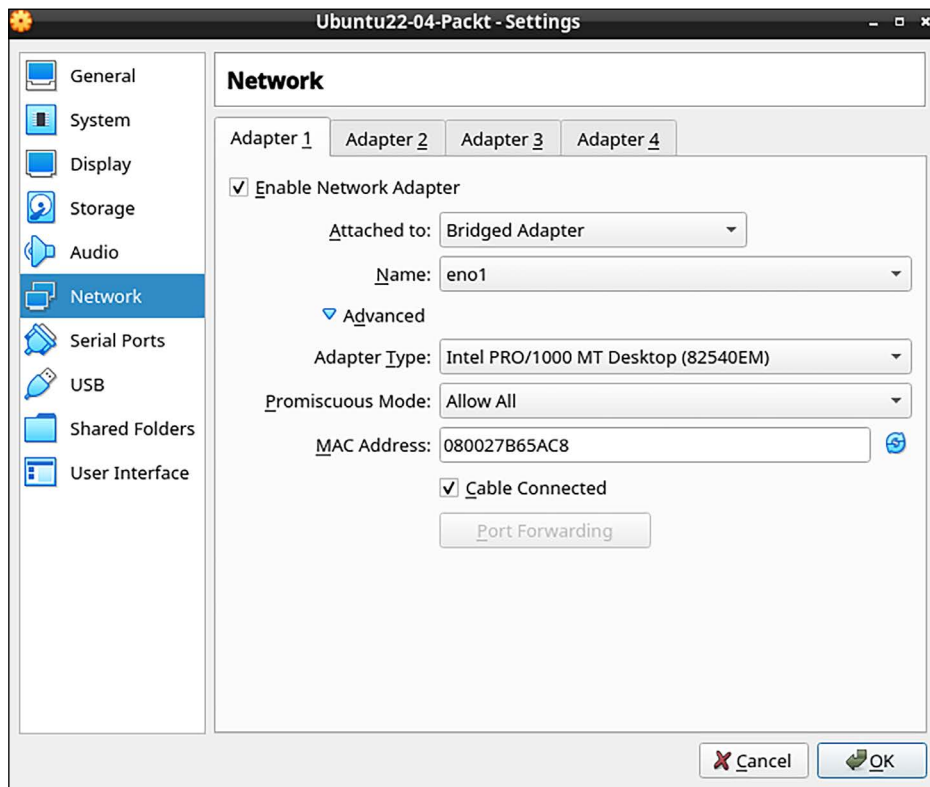 Ubuntu22-04-Packt - Settings
General
System
Display
Storage
Audio
Network
Serial Ports
USB
Shared Folders
User Interface
Network
Adapter 1 Adapter 2 Adapter 3 Adapter 4
Enable Network Adapter
Attached to: Bridged Adapter
Name: eno1
Advanced
Adapter Type: Intel PRO/1000 MT Desktop (82540EM)
Promiscuous Mode: Allow All
MAC Address: 080027B65AC8
Cable Connected
Port Forwarding
Cancel OK